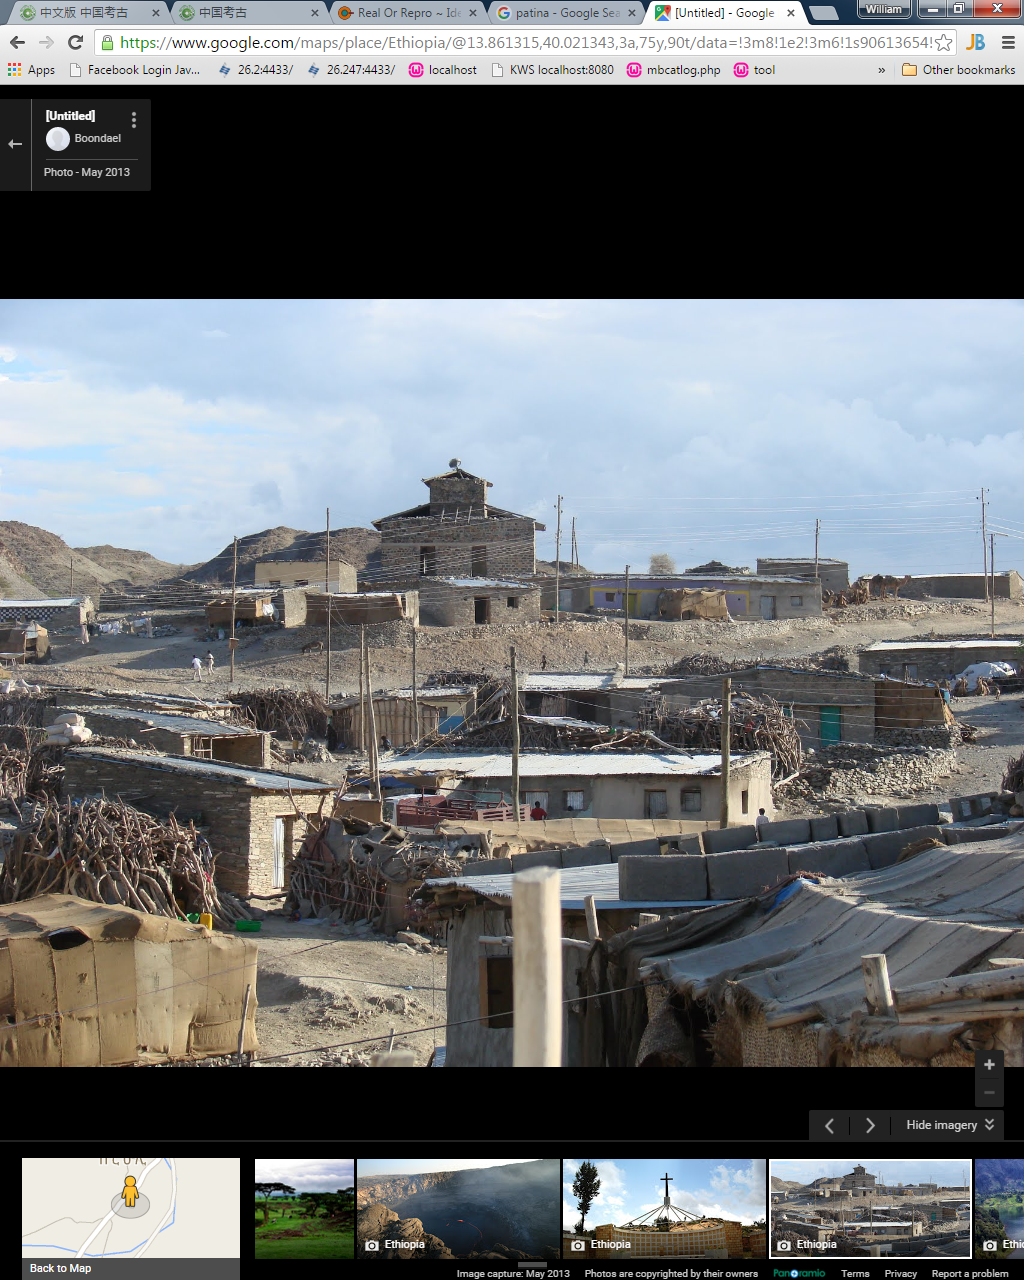 中文版 中国考古
中国考古
Real Or Repro ~ Ide
patina - Google Sea
[Untitled] - Google
William
https://www.google.com/maps/place/Ethiopia/@13.861315,40.021343,3a,75y,90t/data=!3m8!1e2!3m6!1s90613654!
Apps
Facebook Login Jav...
26.2:4433/
26.247:4433/
localhost
KWS localhost:8080
mbcatlog.php
tool
»
Other bookmarks
[Untitled]
Boondael
Photo - May 2013
Hide imagery
Back to Map
Ethiopia
Ethiopia
Ethiopia
Image capture: May 2013
Photos are copyrighted by their owners
Panoramio
Terms
Privacy
Report a problem